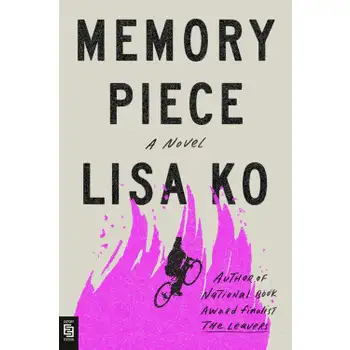 MEMORY
PIECE
A NOVEL
LISA KO
AUTHOR OF
NATIONAL BOOK
AWARD FINALIST
THE LEAVERS